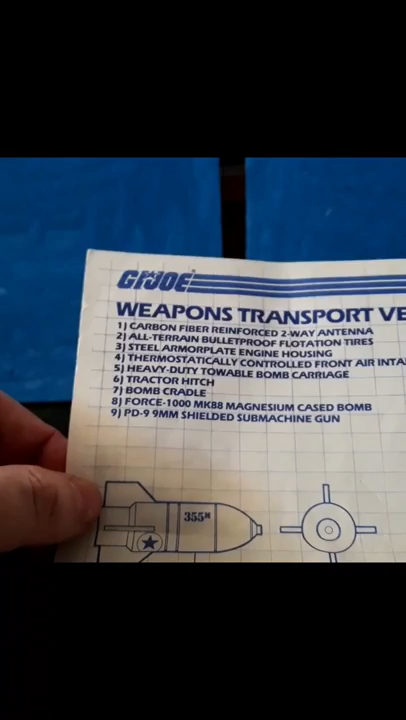 GIJOE
WEAPONS TRANSPORT VE
1) CARBON FIBER REINFORCED 2-WAY ANTENNA
2) ALL-TERRAIN BULLETPROOF FLOTATION TIRES
3) STEEL ARMORPLATE ENGINE HOUSING
4) THERMOSTATICALLY CONTROLLED FRONT AIR INTA
5) HEAVY-DUTY TOWABLE BOMB CARRIAGE
6) TRACTOR HITCH
7) BOMB CRADLE
8) FORCE-1000 MK88 MAGNESIUM CASED BOMB
9) PD-9 9MM SHIELDED SUBMACHINE GUN
355M